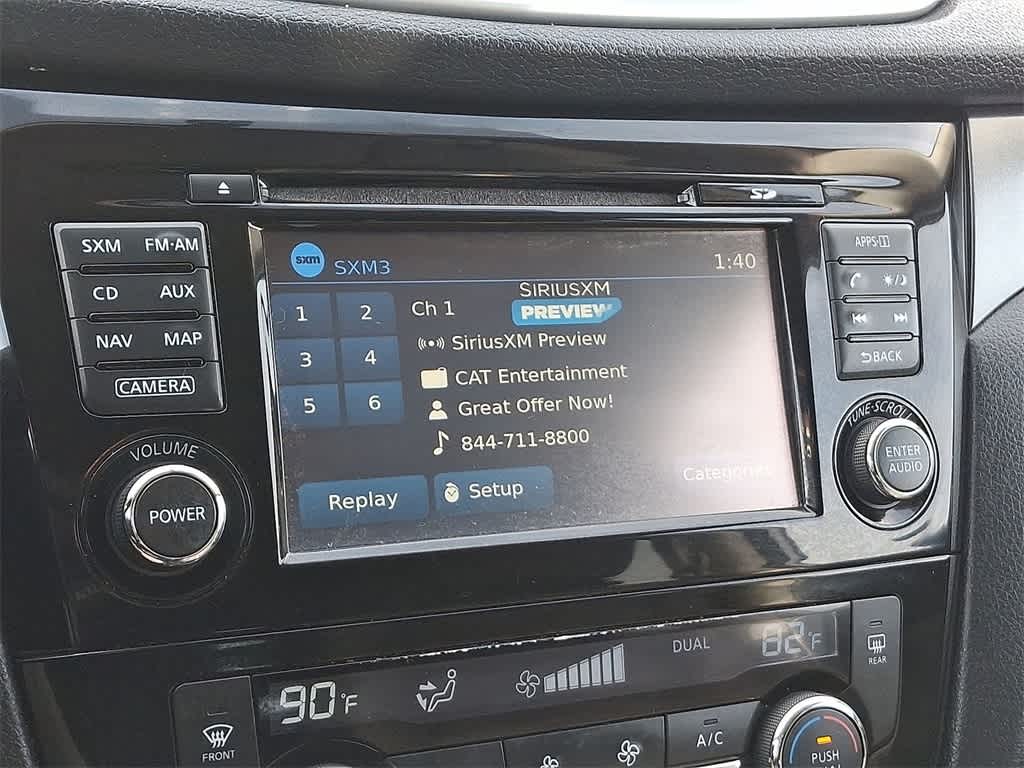 SD
SXM FM·AM
CD AUX
NAV MAP
CAMERA
VOLUME
POWER
sxm SXM3 1:40
1 2
3 4
5 6
SIRIUSXM
Ch 1 PREVIEW
SiriusXM Preview
CAT Entertainment
Great Offer Now!
844-711-8800
Categories
Replay Setup
APPS·i
BACK
TUNE·SCROLL
ENTER
AUDIO
DUAL 82°F
90°F
REAR
FRONT
A/C
PUSH